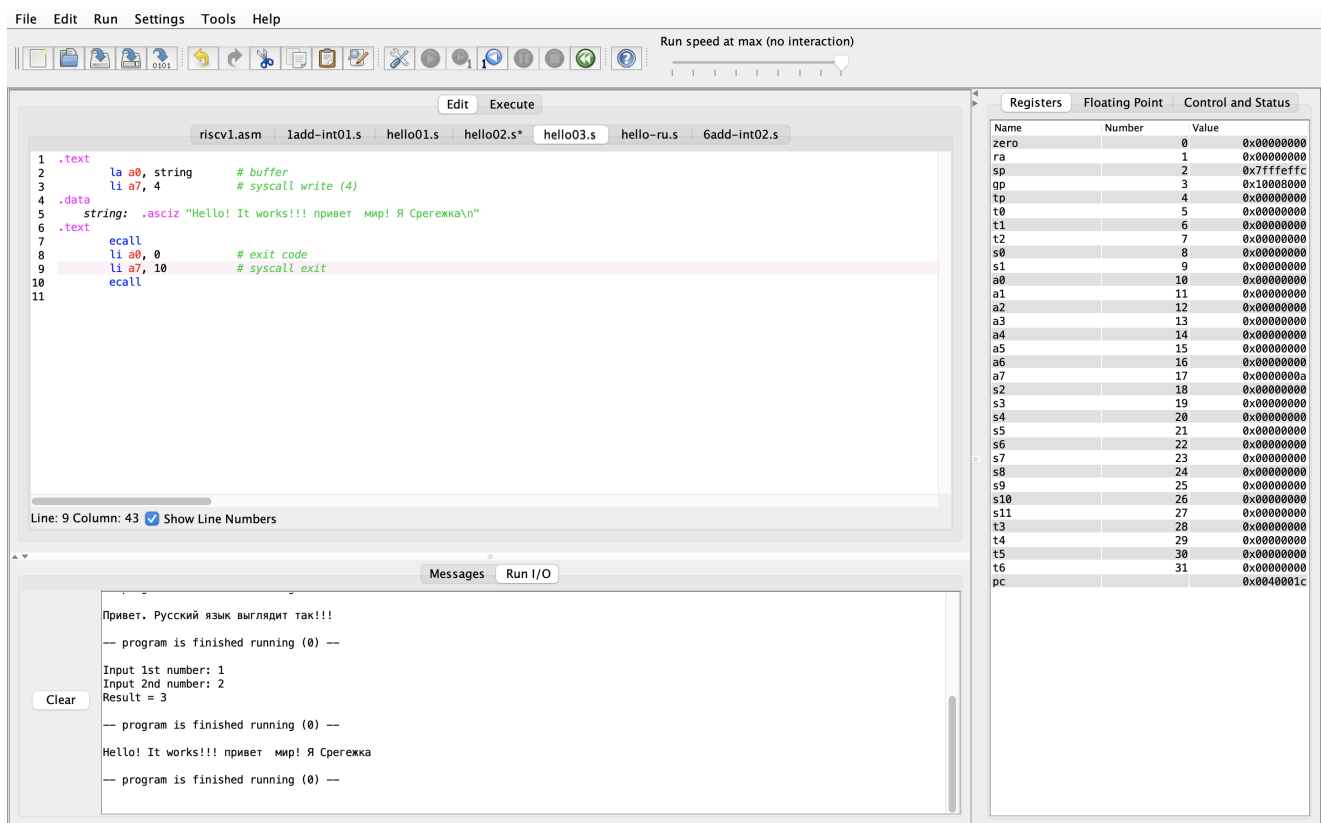 File Edit Run Settings Tools Help
Run speed at max (no interaction)
Edit Execute
riscv1.asm 1add-int01.s hello01.s hello02.s* hello03.s hello-ru.s 6add-int02.s
1 .text
2 la a0, string # buffer
3 li a7, 4 # syscall write (4)
4 .data
5 string: .asciz "Hello! It works!!! привет  мир! Я Срегежка\n"
6 .text
7 ecall
8 li a0, 0 # exit code
9 li a7, 10 # syscall exit
10 ecall
11
Line: 9 Column: 43 Show Line Numbers
Messages Run I/O
Clear
Привет. Русский язык выглядит так!!!
-- program is finished running (0) --
Input 1st number: 1
Input 2nd number: 2
Result = 3
-- program is finished running (0) --
Hello! It works!!! привет  мир! Я Срегежка
-- program is finished running (0) --
Registers Floating Point Control and Status
Name Number Value
zero 0 0x00000000
ra 1 0x00000000
sp 2 0x7fffeffc
gp 3 0x10008000
tp 4 0x00000000
t0 5 0x00000000
t1 6 0x00000000
t2 7 0x00000000
s0 8 0x00000000
s1 9 0x00000000
a0 10 0x00000000
a1 11 0x00000000
a2 12 0x00000000
a3 13 0x00000000
a4 14 0x00000000
a5 15 0x00000000
a6 16 0x00000000
a7 17 0x0000000a
s2 18 0x00000000
s3 19 0x00000000
s4 20 0x00000000
s5 21 0x00000000
s6 22 0x00000000
s7 23 0x00000000
s8 24 0x00000000
s9 25 0x00000000
s10 26 0x00000000
s11 27 0x00000000
t3 28 0x00000000
t4 29 0x00000000
t5 30 0x00000000
t6 31 0x00000000
pc 0x0040001c